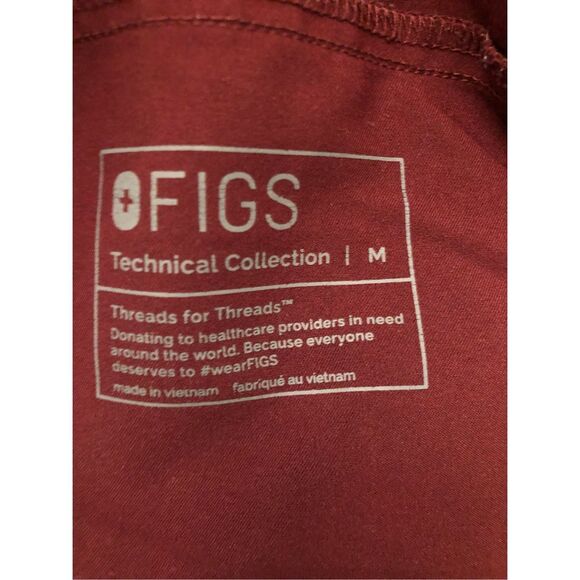 FIGS
Technical Collection | M
Threads for Threads™
Donating to healthcare providers in need
around the world. Because everyone
deserves to #wearFIGS
made in vietnam fabriqué au vietnam